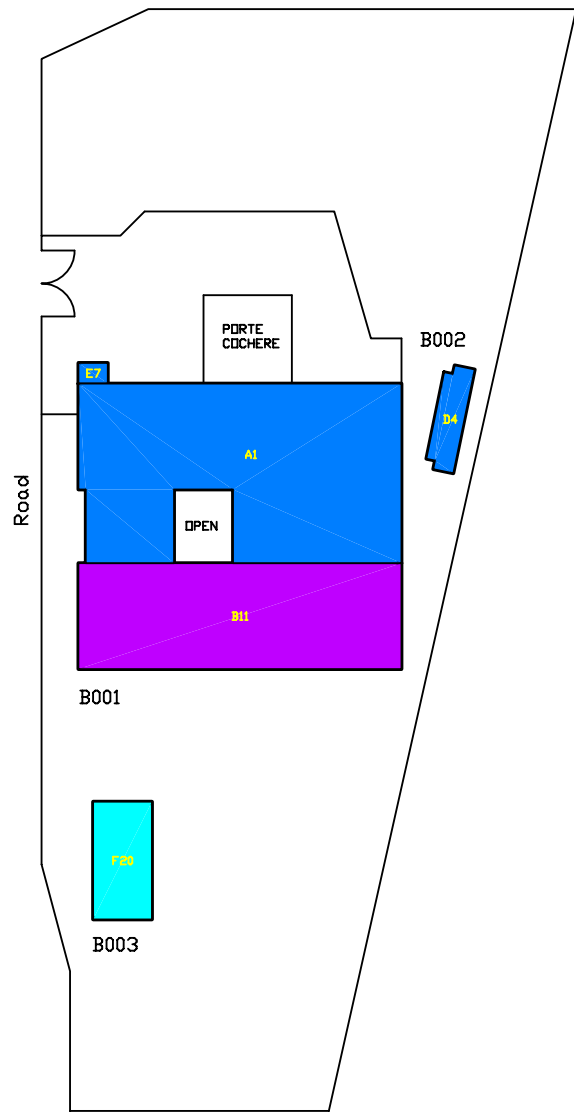 PORTE
COCHERE
B002
E7
D4
A1
Road
OPEN
B11
B001
F20
B003